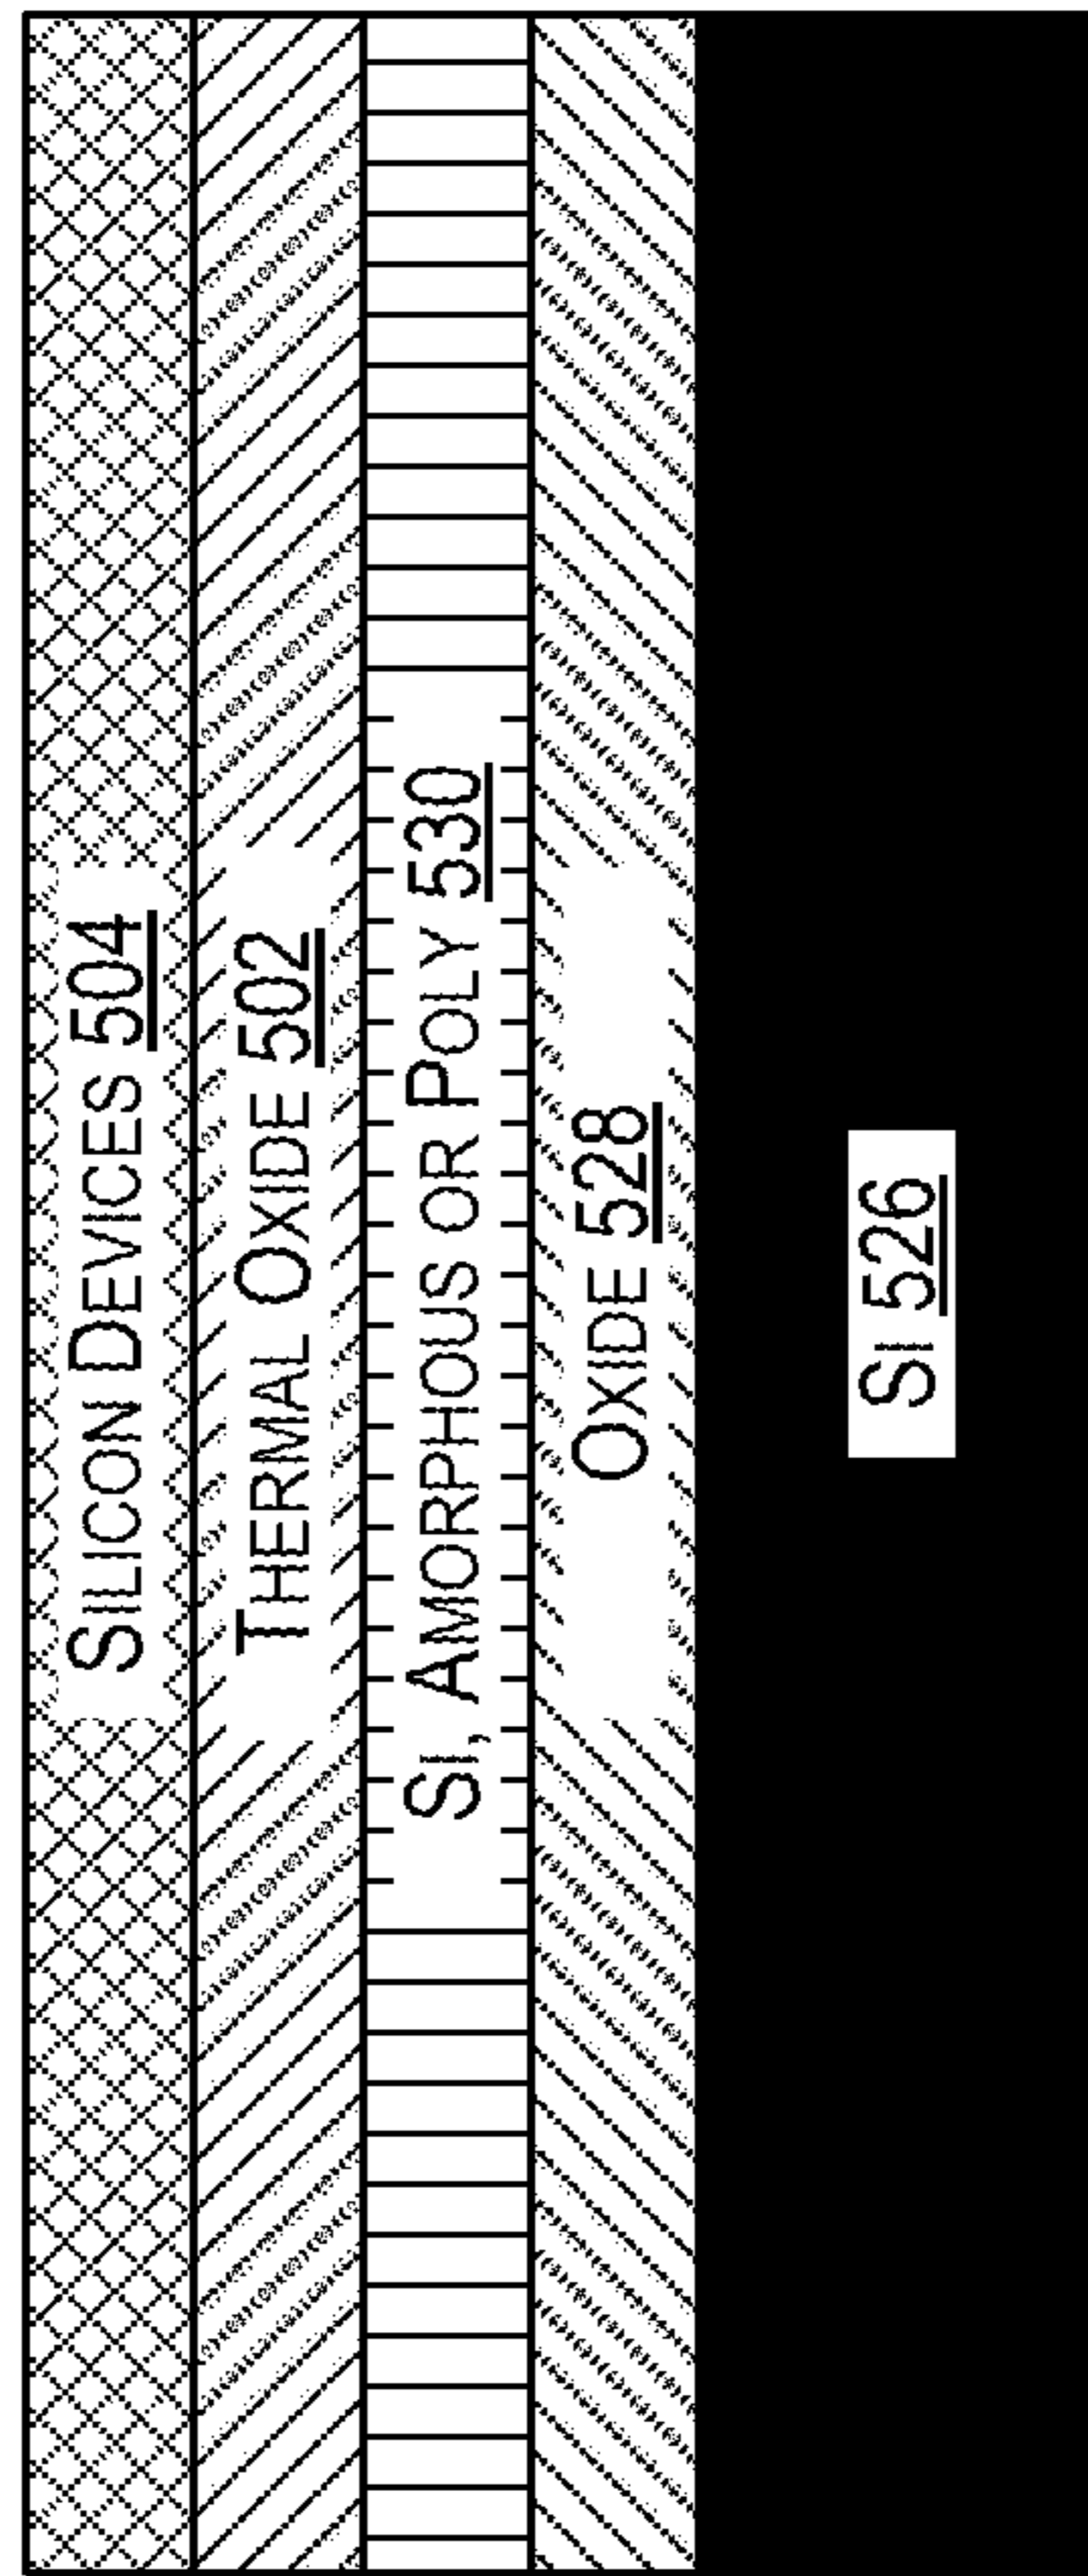 SILICON DEVICES 504
THERMAL OXIDE 502
SI, AMORPHOUS OR POLY 530
OXIDE 528
SI 526